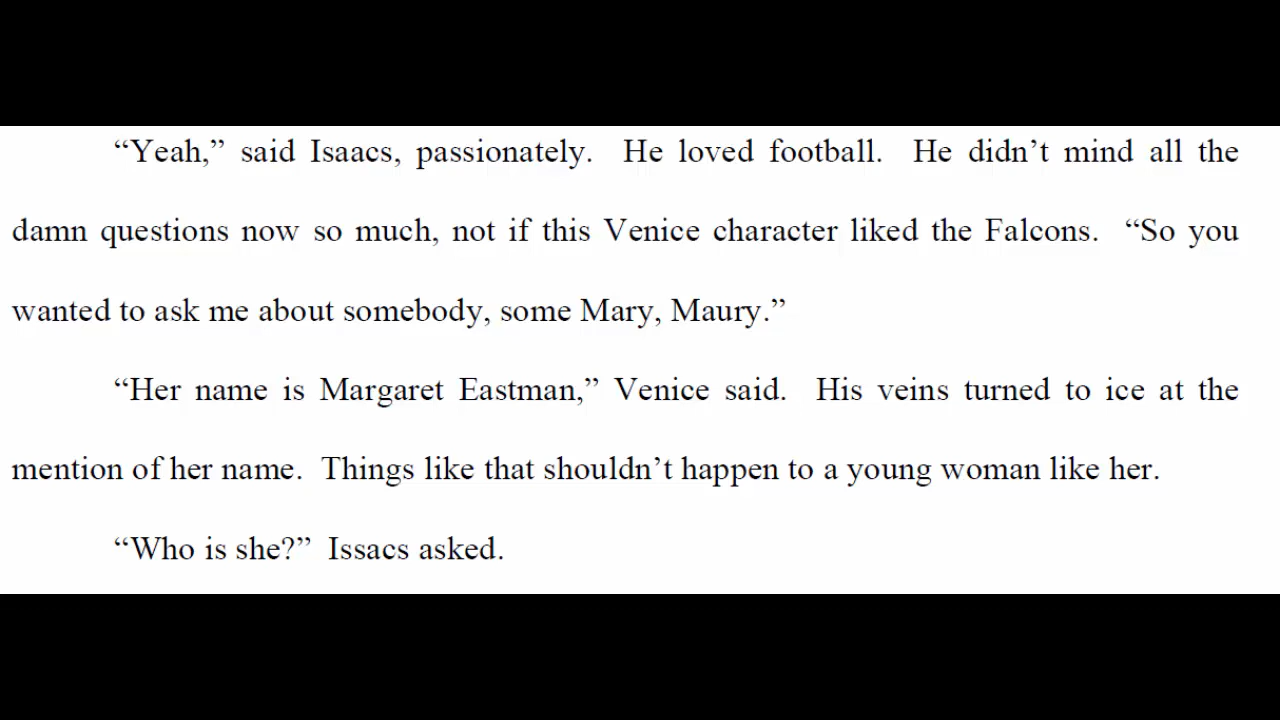 “Yeah,” said Isaacs, passionately.  He loved football.  He didn’t mind all the
damn questions now so much, not if this Venice character liked the Falcons.  “So you
wanted to ask me about somebody, some Mary, Maury.”
“Her name is Margaret Eastman,” Venice said.  His veins turned to ice at the
mention of her name.  Things like that shouldn’t happen to a young woman like her.
“Who is she?”  Issacs asked.